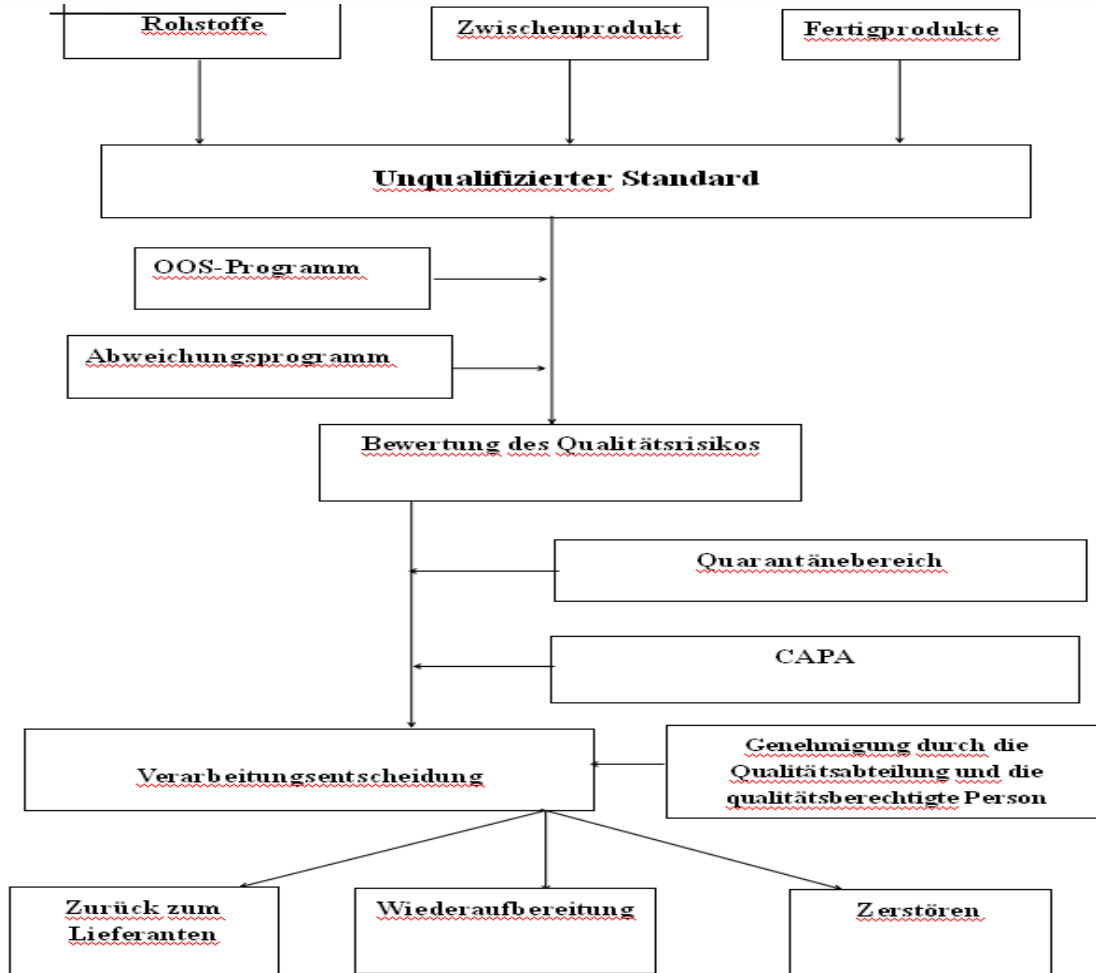 Rohstoffe
Zwischenprodukt
Fertigprodukte
Unqualifizierter Standard
OOS-Programm
Abweichungsprogramm
Bewertung des Qualitätsrisikos
Quarantänebereich
CAPA
Genehmigung durch die
Qualitätsabteilung und die
qualitätsberechtigte Person
Verarbeitungsentscheidung
Zurück zum
Lieferanten
Wiederaufbereitung
Zerstören